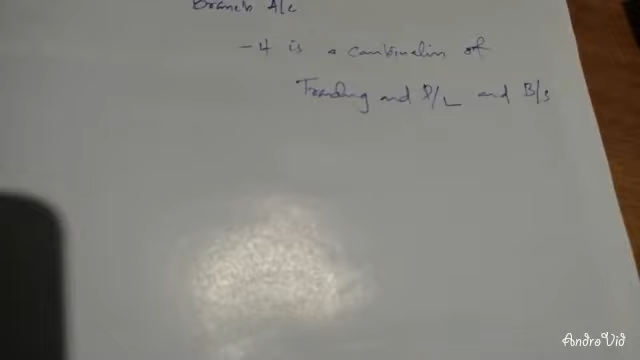 Branch A/c
- It is a combination of
Trading and P/L and B/S
AndroVid